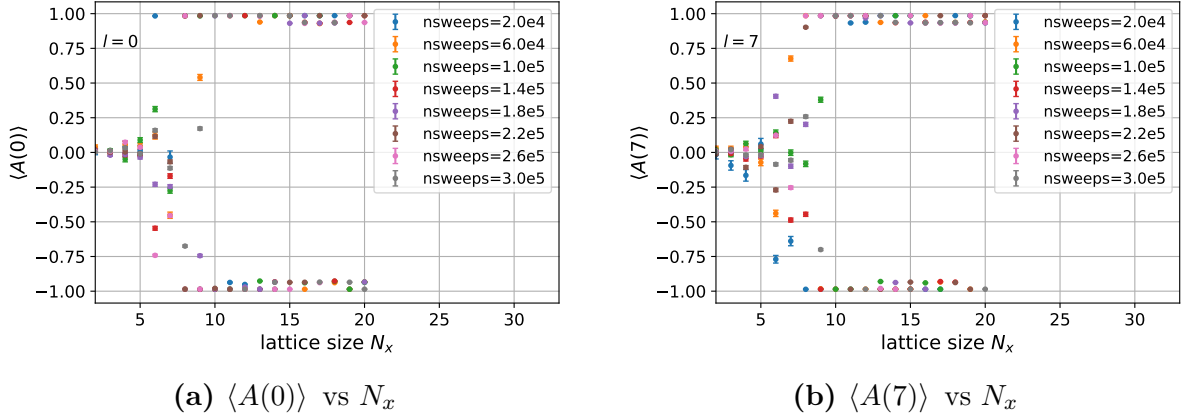 1.00
0.75
0.50
0.25
0.00
−0.25
−0.50
−0.75
−1.00
⟨A(0)⟩
l = 0
nsweeps=2.0e4
nsweeps=6.0e4
nsweeps=1.0e5
nsweeps=1.4e5
nsweeps=1.8e5
nsweeps=2.2e5
nsweeps=2.6e5
nsweeps=3.0e5
5 10 15 20 25 30
lattice size Nₓ
(a) ⟨A(0)⟩ vs Nₓ
1.00
0.75
0.50
0.25
0.00
−0.25
−0.50
−0.75
−1.00
⟨A(7)⟩
l = 7
nsweeps=2.0e4
nsweeps=6.0e4
nsweeps=1.0e5
nsweeps=1.4e5
nsweeps=1.8e5
nsweeps=2.2e5
nsweeps=2.6e5
nsweeps=3.0e5
5 10 15 20 25 30
lattice size Nₓ
(b) ⟨A(7)⟩ vs Nₓ